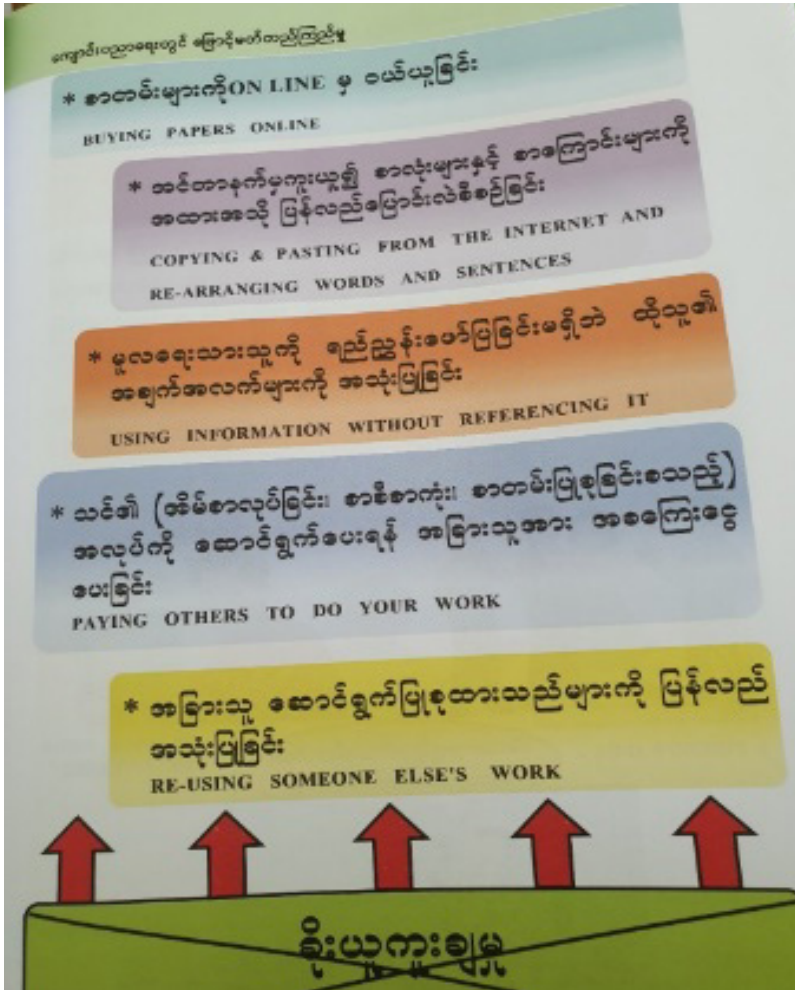 ကျောင်းပညာရေးတွင် ဖြောင့်မတ်တည်ကြည်မှု
* စာတမ်းများကိုON LINE မှ ဝယ်ယူခြင်း
BUYING PAPERS ONLINE
* အင်တာနက်မှကူးယူ၍ စာလုံးများနှင့် စာကြောင်းများကို
အထားအသို ပြန်လည်ပြောင်းလဲစီစဉ်ခြင်း
COPYING & PASTING FROM THE INTERNET AND
RE-ARRANGING WORDS AND SENTENCES
* မူလရေးသားသူကို ရည်ညွှန်းဖော်ပြခြင်းမရှိဘဲ ထိုသူ၏
အချက်အလက်များကို အသုံးပြုခြင်း
USING INFORMATION WITHOUT REFERENCING IT
* သင်၏ (အိမ်စာလုပ်ခြင်း၊ စာစီစာကုံး၊ စာတမ်းပြုစုခြင်းစသည့်)
အလုပ်ကို ဆောင်ရွက်ပေးရန် အခြားသူအား အခကြေးငွေ
ပေးခြင်း
PAYING OTHERS TO DO YOUR WORK
* အခြားသူ ဆောင်ရွက်ပြုစုထားသည်များကို ပြန်လည်
အသုံးပြုခြင်း
RE-USING SOMEONE ELSE'S WORK
ခိုးယူကူးချမှု